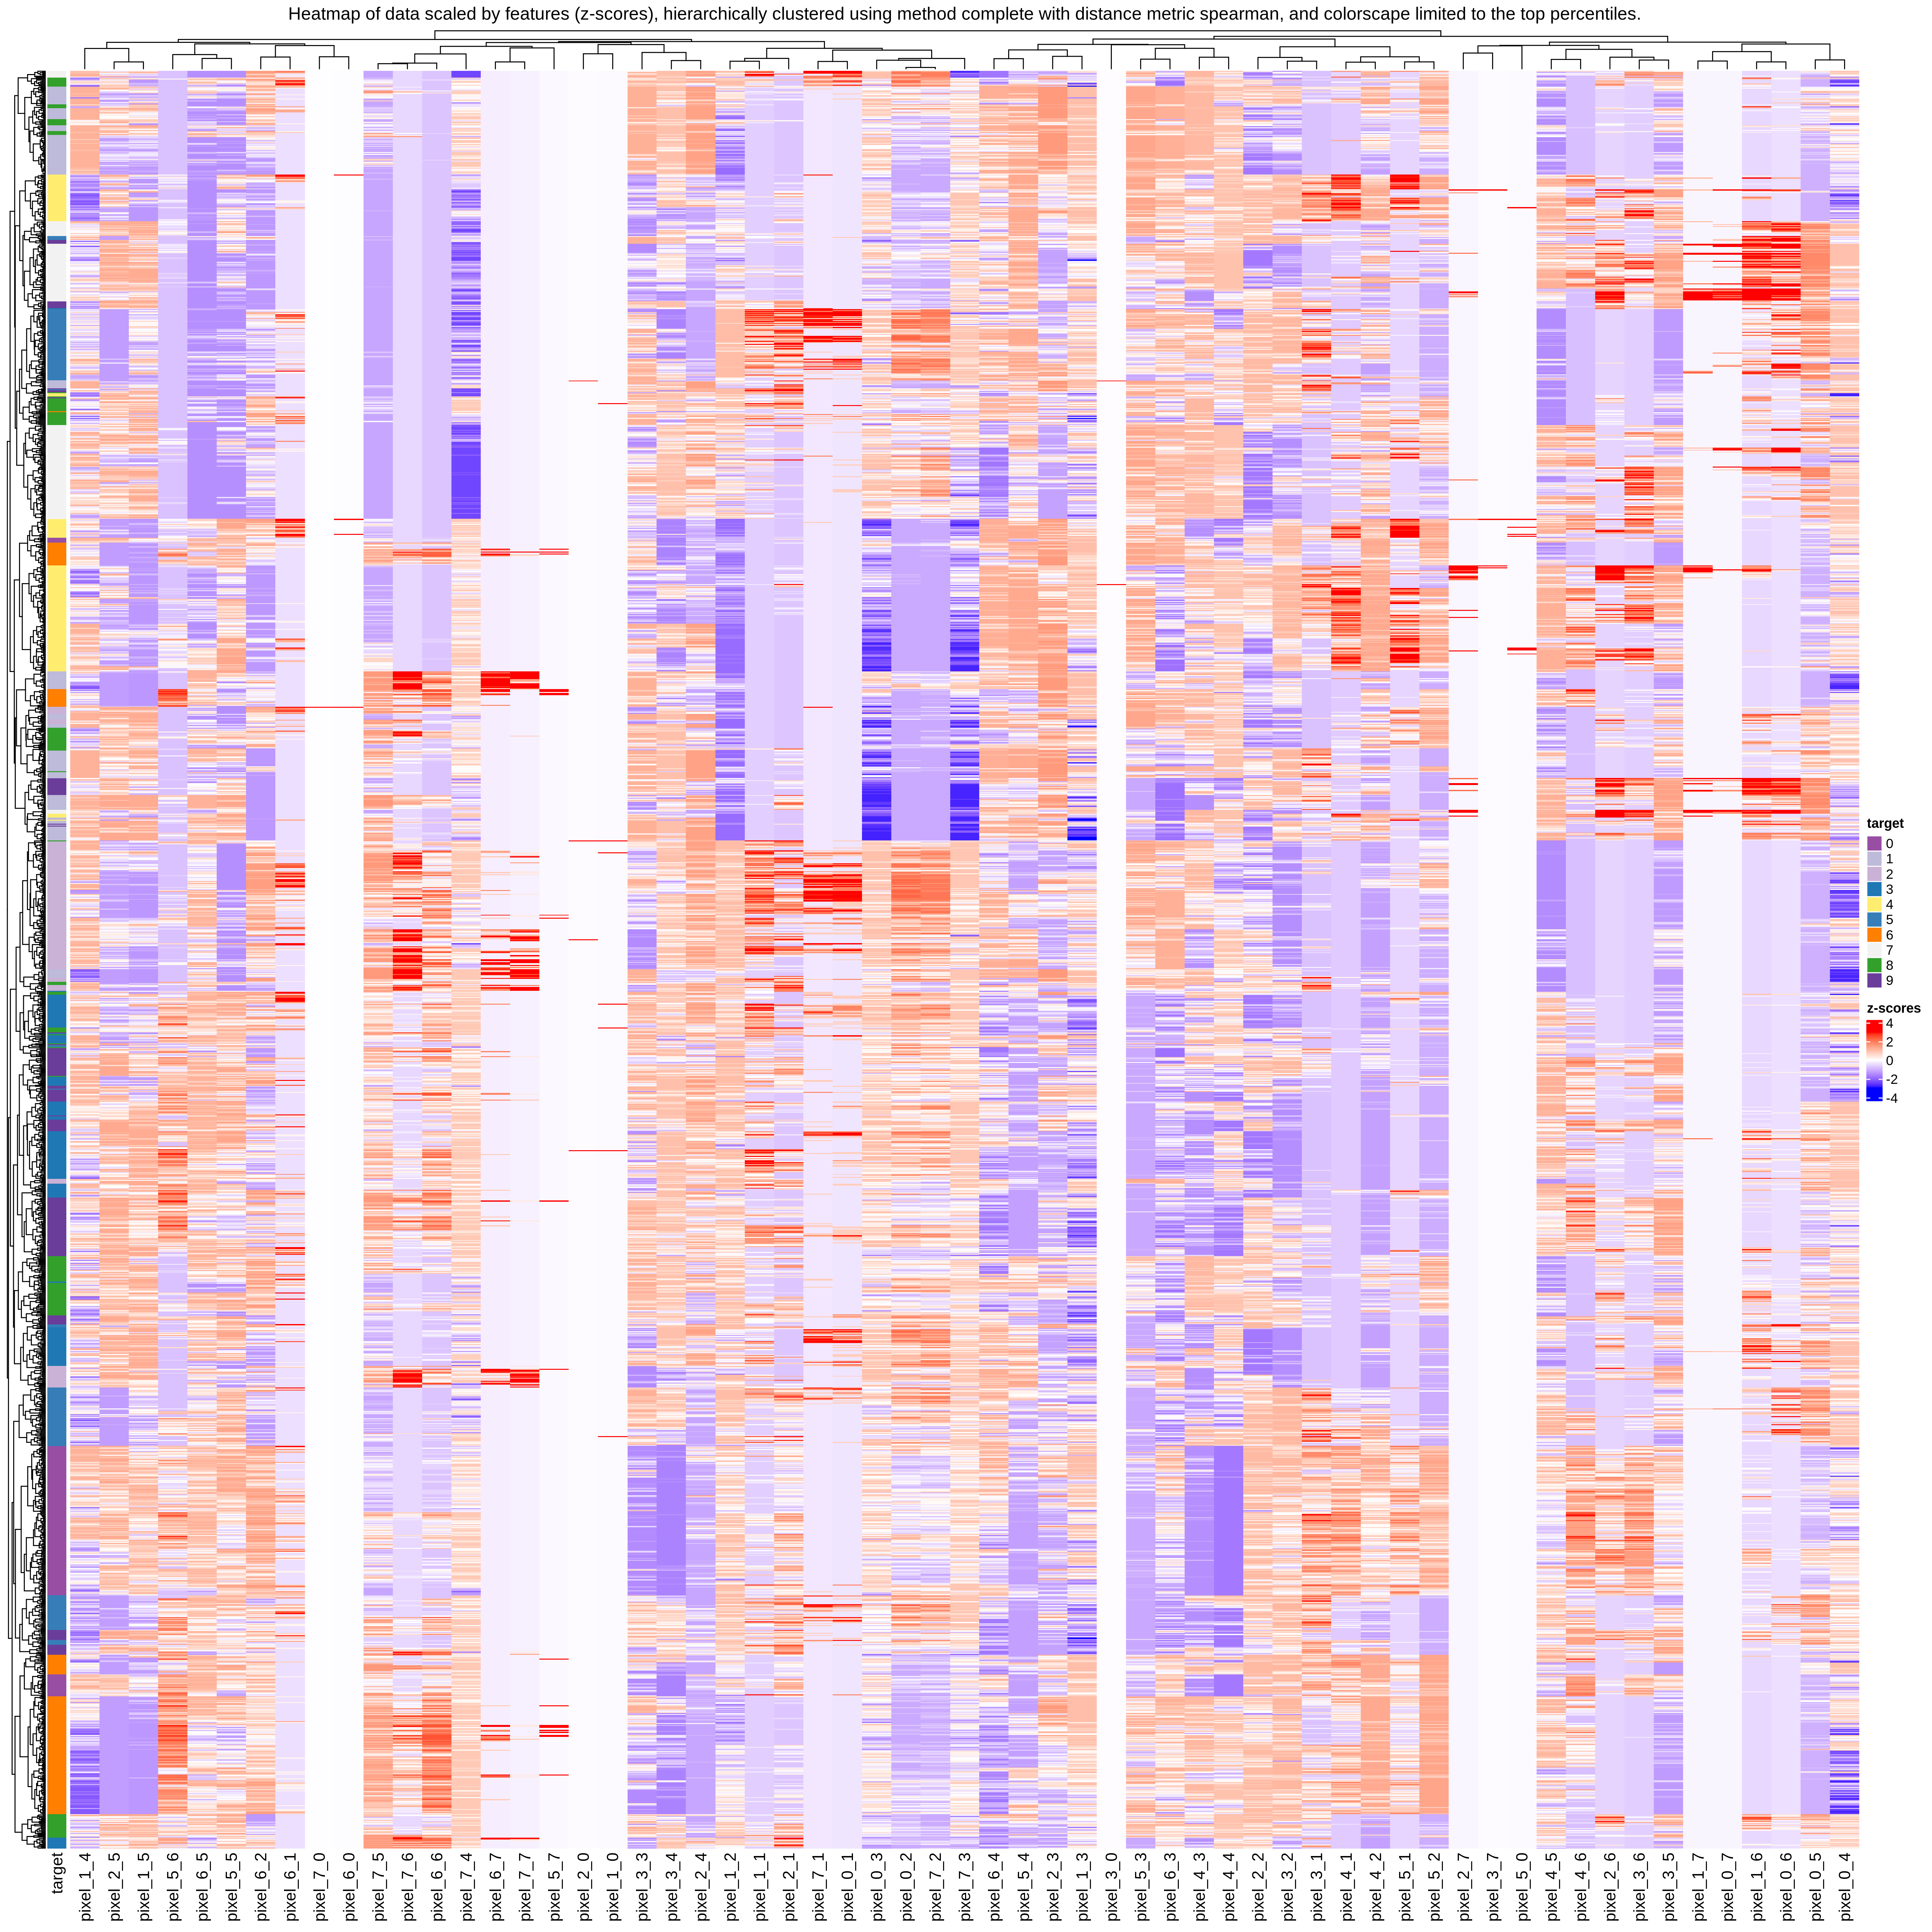 Heatmap of data scaled by features (z-scores), hierarchically clustered using method complete with distance metric spearman, and colorscape limited to the top percentiles.
target
0
1
2
3
4
5
6
7
8
9
z-scores
4
2
0
-2
-4
target
pixel_1_4
pixel_2_5
pixel_1_5
pixel_5_6
pixel_6_5
pixel_5_5
pixel_6_2
pixel_6_1
pixel_7_0
pixel_6_0
pixel_7_5
pixel_7_6
pixel_6_6
pixel_7_4
pixel_6_7
pixel_7_7
pixel_5_7
pixel_2_0
pixel_1_0
pixel_3_3
pixel_3_4
pixel_2_4
pixel_1_2
pixel_1_1
pixel_2_1
pixel_7_1
pixel_0_1
pixel_0_3
pixel_0_2
pixel_7_2
pixel_7_3
pixel_6_4
pixel_5_4
pixel_2_3
pixel_1_3
pixel_3_0
pixel_5_3
pixel_6_3
pixel_4_3
pixel_4_4
pixel_2_2
pixel_3_2
pixel_3_1
pixel_4_1
pixel_4_2
pixel_5_1
pixel_5_2
pixel_2_7
pixel_3_7
pixel_5_0
pixel_4_5
pixel_4_6
pixel_2_6
pixel_3_6
pixel_3_5
pixel_1_7
pixel_0_7
pixel_1_6
pixel_0_6
pixel_0_5
pixel_0_4